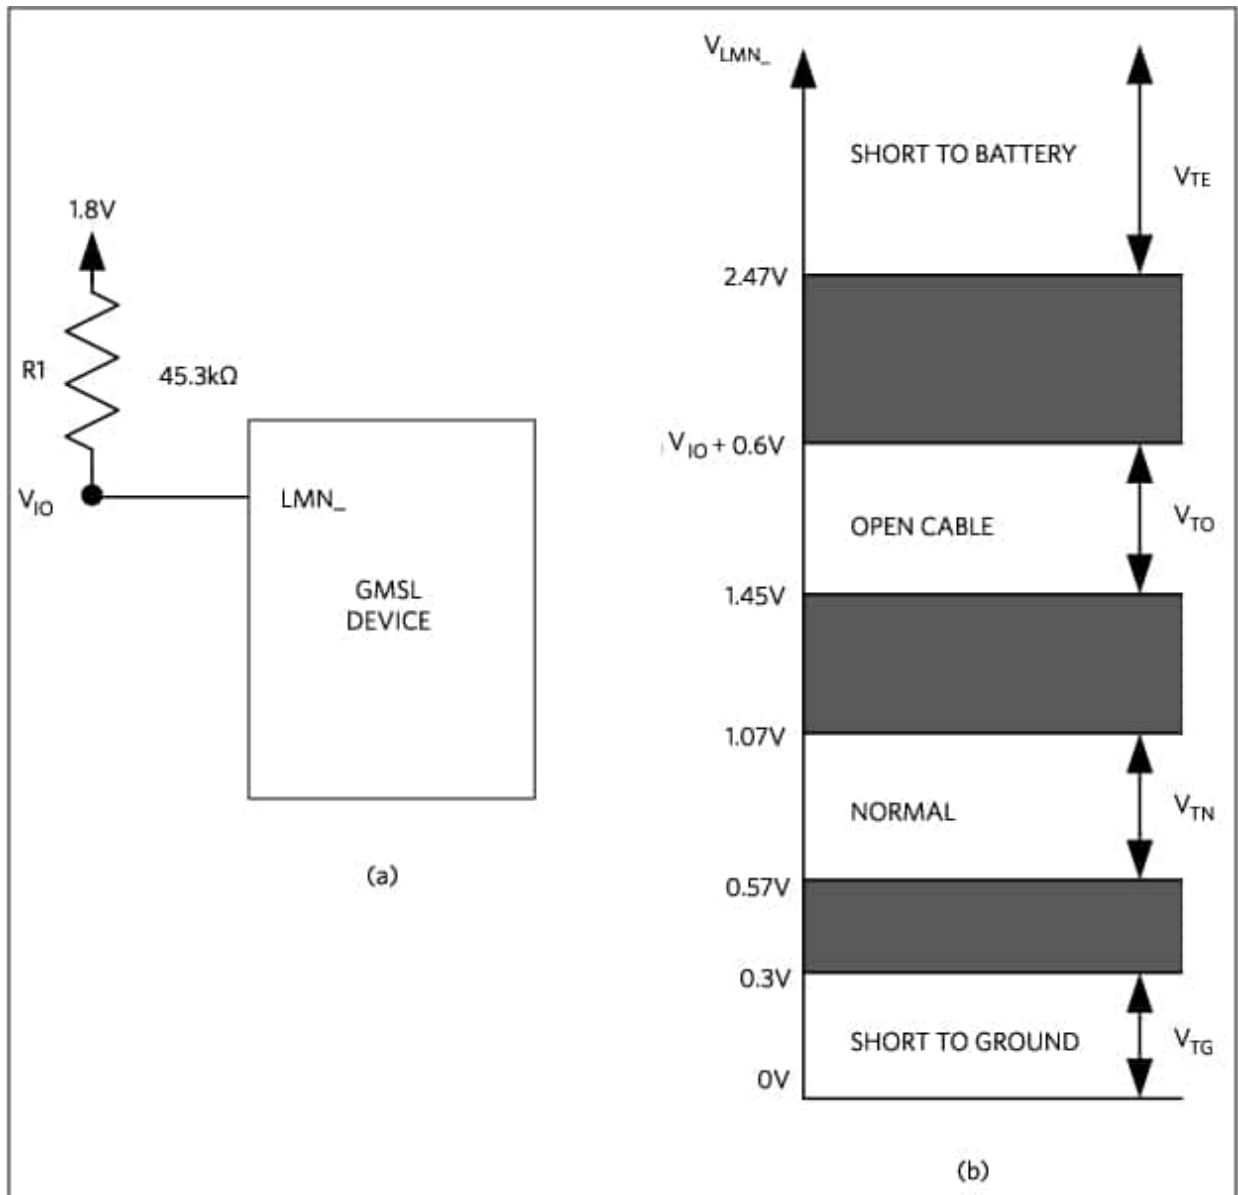 1.8V
R1
45.3kΩ
VIO
LMN_
GMSL
DEVICE
(a)
VLMN_
SHORT TO BATTERY
VTE
2.47V
VIO + 0.6V
OPEN CABLE
VTO
1.45V
1.07V
NORMAL
VTN
0.57V
0.3V
SHORT TO GROUND
VTG
0V
(b)